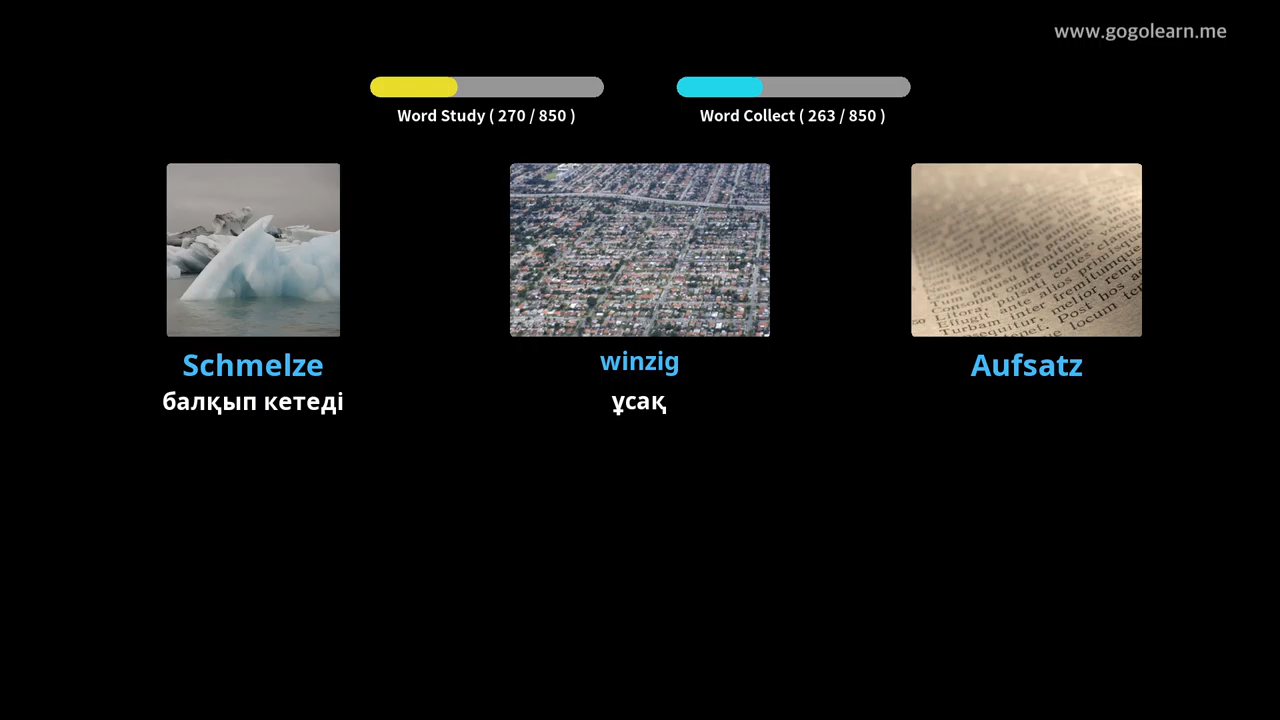 www.gogolearn.me
Word Study ( 270 / 850 )
Word Collect ( 263 / 850 )
Schmelze
балқып кетеді
winzig
ұсақ
Aufsatz